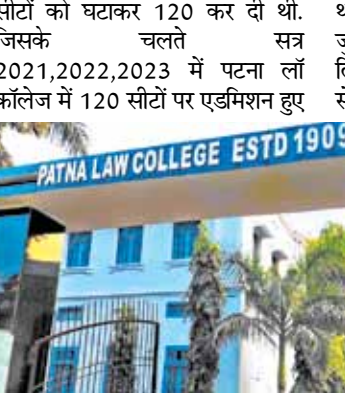 सीटों को घटाकर 120 कर दी थी.
जिसके चलते सत्र
2021,2022,2023 में पटना लॉ
कॉलेज में 120 सीटों पर एडमिशन हुए
PATNA LAW COLLEGE ESTD 1909